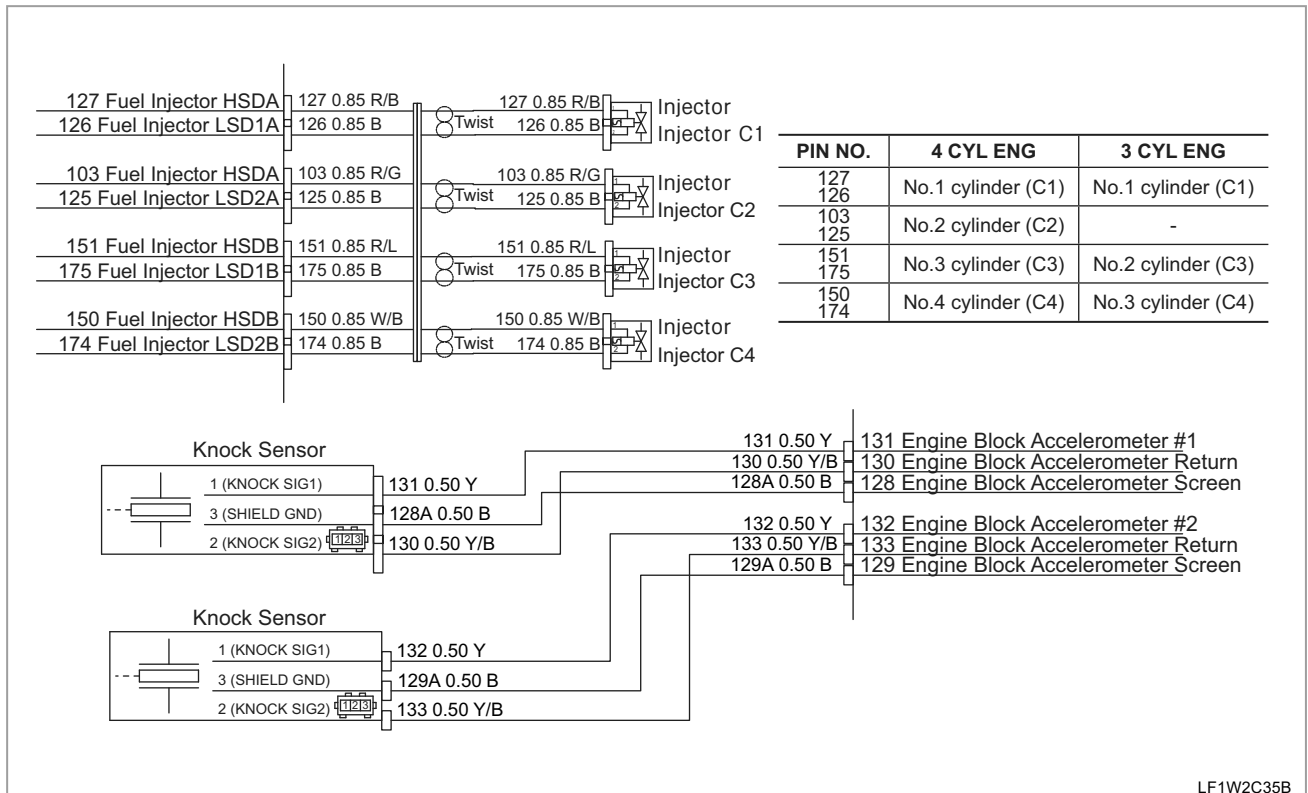 127 Fuel Injector HSDA 127 0.85 R/B 127 0.85 R/B Injector
126 Fuel Injector LSD1A 126 0.85 B Twist 126 0.85 B Injector C1
103 Fuel Injector HSDA 103 0.85 R/G 103 0.85 R/G Injector
125 Fuel Injector LSD2A 125 0.85 B Twist 125 0.85 B Injector C2
151 Fuel Injector HSDB 151 0.85 R/L 151 0.85 R/L Injector
175 Fuel Injector LSD1B 175 0.85 B Twist 175 0.85 B Injector C3
150 Fuel Injector HSDB 150 0.85 W/B 150 0.85 W/B Injector
174 Fuel Injector LSD2B 174 0.85 B Twist 174 0.85 B Injector C4
PIN NO. 4 CYL ENG 3 CYL ENG
127
126 No.1 cylinder (C1) No.1 cylinder (C1)
103
125 No.2 cylinder (C2) -
151
175 No.3 cylinder (C3) No.2 cylinder (C3)
150
174 No.4 cylinder (C4) No.3 cylinder (C4)
Knock Sensor
1 (KNOCK SIG1) 131 0.50 Y
3 (SHIELD GND) 128A 0.50 B
2 (KNOCK SIG2) 1 2 3 130 0.50 Y/B
131 0.50 Y 131 Engine Block Accelerometer #1
130 0.50 Y/B 130 Engine Block Accelerometer Return
128A 0.50 B 128 Engine Block Accelerometer Screen
132 0.50 Y 132 Engine Block Accelerometer #2
133 0.50 Y/B 133 Engine Block Accelerometer Return
129A 0.50 B 129 Engine Block Accelerometer Screen
Knock Sensor
1 (KNOCK SIG1) 132 0.50 Y
3 (SHIELD GND) 129A 0.50 B
2 (KNOCK SIG2) 1 2 3 133 0.50 Y/B
LF1W2C35B